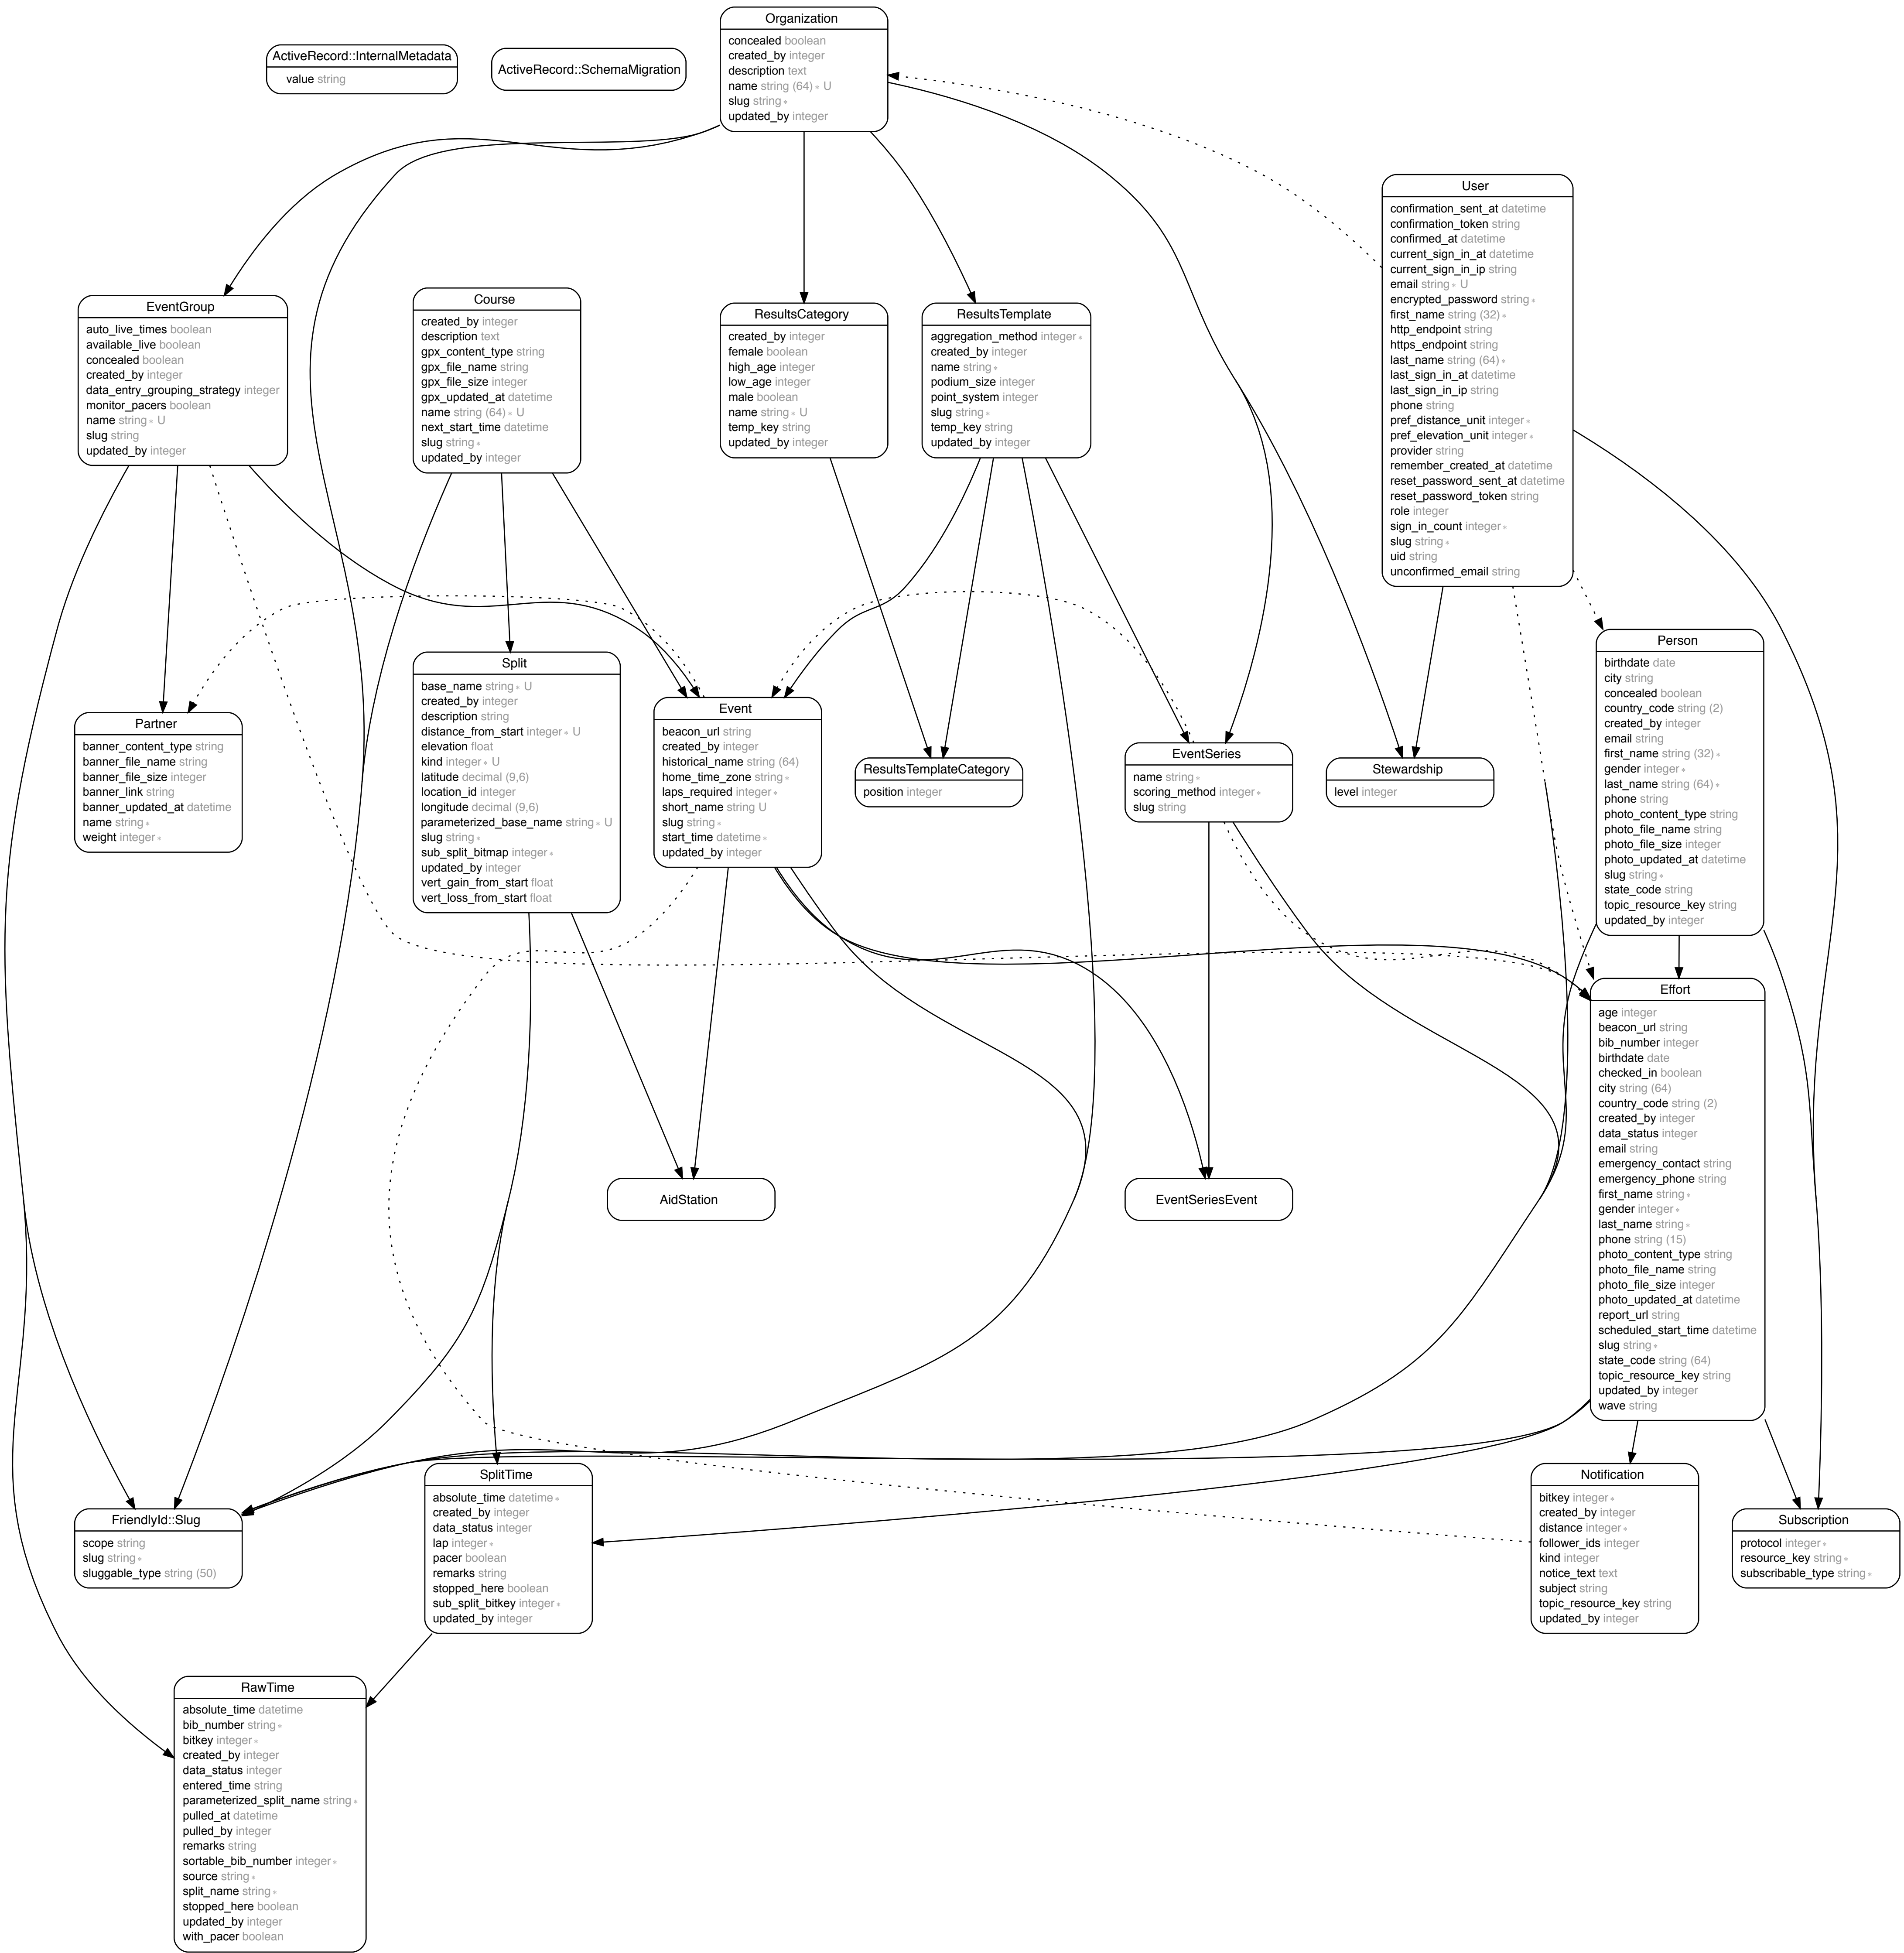 Organization
concealed boolean
created_by integer
description text
name string (64) ∗ U
slug string ∗
updated_by integer
ActiveRecord::InternalMetadata
value string
ActiveRecord::SchemaMigration
User
confirmation_sent_at datetime
confirmation_token string
confirmed_at datetime
current_sign_in_at datetime
current_sign_in_ip string
email string ∗ U
encrypted_password string ∗
first_name string (32) ∗
http_endpoint string
https_endpoint string
last_name string (64) ∗
last_sign_in_at datetime
last_sign_in_ip string
phone string
pref_distance_unit integer ∗
pref_elevation_unit integer ∗
provider string
remember_created_at datetime
reset_password_sent_at datetime
reset_password_token string
role integer
sign_in_count integer ∗
slug string ∗
uid string
unconfirmed_email string
EventGroup
auto_live_times boolean
available_live boolean
concealed boolean
created_by integer
data_entry_grouping_strategy integer
monitor_pacers boolean
name string ∗ U
slug string
updated_by integer
Course
created_by integer
description text
gpx_content_type string
gpx_file_name string
gpx_file_size integer
gpx_updated_at datetime
name string (64) ∗ U
next_start_time datetime
slug string ∗
updated_by integer
ResultsCategory
created_by integer
female boolean
high_age integer
low_age integer
male boolean
name string ∗ U
temp_key string
updated_by integer
ResultsTemplate
aggregation_method integer ∗
created_by integer
name string ∗
podium_size integer
point_system integer
slug string ∗
temp_key string
updated_by integer
Person
birthdate date
city string
concealed boolean
country_code string (2)
created_by integer
email string
first_name string (32) ∗
gender integer ∗
last_name string (64) ∗
phone string
photo_content_type string
photo_file_name string
photo_file_size integer
photo_updated_at datetime
slug string ∗
state_code string
topic_resource_key string
updated_by integer
Split
base_name string ∗ U
created_by integer
description string
distance_from_start integer ∗ U
elevation float
kind integer ∗ U
latitude decimal (9,6)
location_id integer
longitude decimal (9,6)
parameterized_base_name string ∗ U
slug string ∗
sub_split_bitmap integer ∗
updated_by integer
vert_gain_from_start float
vert_loss_from_start float
Partner
banner_content_type string
banner_file_name string
banner_file_size integer
banner_link string
banner_updated_at datetime
name string ∗
weight integer ∗
Event
beacon_url string
created_by integer
historical_name string (64)
home_time_zone string ∗
laps_required integer ∗
short_name string U
slug string ∗
start_time datetime ∗
updated_by integer
ResultsTemplateCategory
position integer
EventSeries
name string ∗
scoring_method integer ∗
slug string
Stewardship
level integer
Effort
age integer
beacon_url string
bib_number integer
birthdate date
checked_in boolean
city string (64)
country_code string (2)
created_by integer
data_status integer
email string
emergency_contact string
emergency_phone string
first_name string ∗
gender integer ∗
last_name string ∗
phone string (15)
photo_content_type string
photo_file_name string
photo_file_size integer
photo_updated_at datetime
report_url string
scheduled_start_time datetime
slug string ∗
state_code string (64)
topic_resource_key string
updated_by integer
wave string
AidStation
EventSeriesEvent
SplitTime
absolute_time datetime ∗
created_by integer
data_status integer
lap integer ∗
pacer boolean
remarks string
stopped_here boolean
sub_split_bitkey integer ∗
updated_by integer
Notification
bitkey integer ∗
created_by integer
distance integer ∗
follower_ids integer
kind integer
notice_text text
subject string
topic_resource_key string
updated_by integer
FriendlyId::Slug
scope string
slug string ∗
sluggable_type string (50)
Subscription
protocol integer ∗
resource_key string ∗
subscribable_type string ∗
RawTime
absolute_time datetime
bib_number string ∗
bitkey integer ∗
created_by integer
data_status integer
entered_time string
parameterized_split_name string ∗
pulled_at datetime
pulled_by integer
remarks string
sortable_bib_number integer ∗
source string ∗
split_name string ∗
stopped_here boolean
updated_by integer
with_pacer boolean